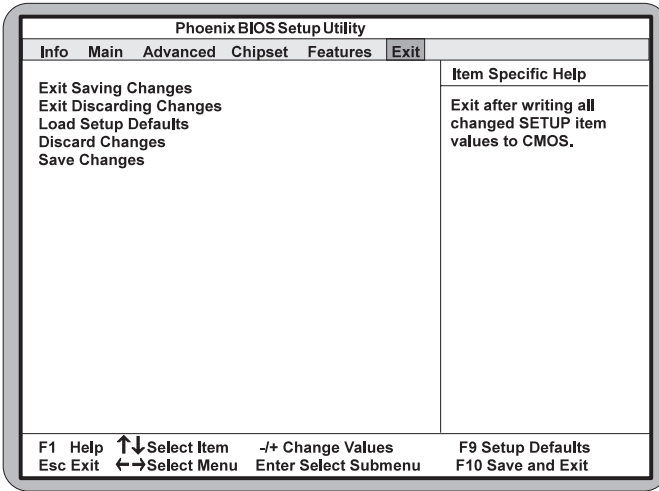 Phoenix BIOS Setup Utility
Info Main Advanced Chipset Features Exit
Exit Saving Changes
Exit Discarding Changes
Load Setup Defaults
Discard Changes
Save Changes
Item Specific Help
Exit after writing all
changed SETUP item
values to CMOS.
F1 Help ↑↓Select Item -/+ Change Values F9 Setup Defaults
Esc Exit ←→Select Menu Enter Select Submenu F10 Save and Exit